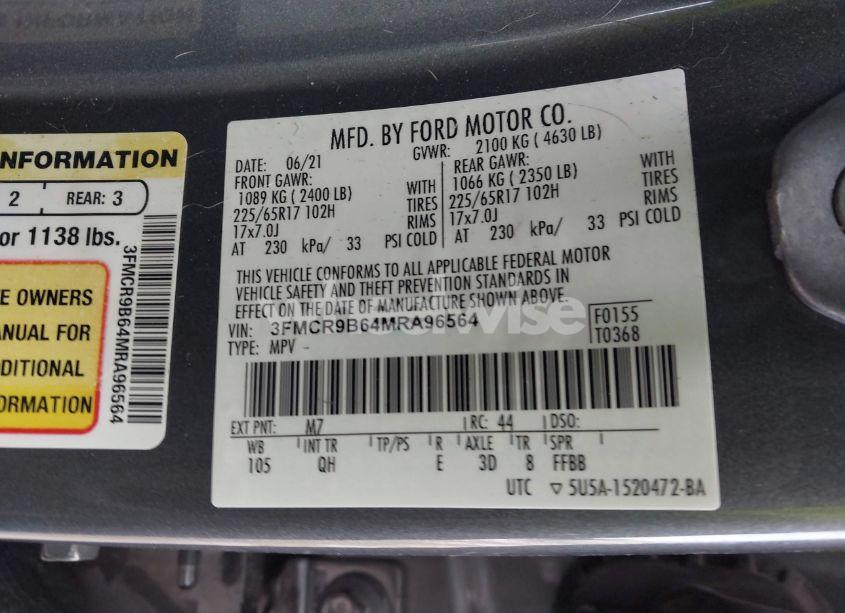 NFORMATION
2 REAR: 3
or 1138 lbs.
E OWNERS
ANUAL FOR
DITIONAL
FORMATION
3FMCR9B64MRA96564
MFD. BY FORD MOTOR CO.
DATE: 06/21 GVWR: 2100 KG ( 4630 LB)
FRONT GAWR: WITH REAR GAWR: WITH
1089 KG ( 2400 LB) TIRES 1066 KG ( 2350 LB) TIRES
225/65R17 102H RIMS 225/65R17 102H RIMS
17x7.0J 17x7.0J
AT 230 kPa/ 33 PSI COLD AT 230 kPa/ 33 PSI COLD
THIS VEHICLE CONFORMS TO ALL APPLICABLE FEDERAL MOTOR
VEHICLE SAFETY AND THEFT PREVENTION STANDARDS IN
EFFECT ON THE DATE OF MANUFACTURE SHOWN ABOVE.
VIN: 3FMCR9B64MRA96564 F0155
TYPE: MPV - T0368
EXT PNT: M7 RC: 44 DSO:
WB INT TR TP/PS R AXLE TR SPR
105 QH E 3D 8 FFBB
UTC ▽ 5U5A-1520472-BA